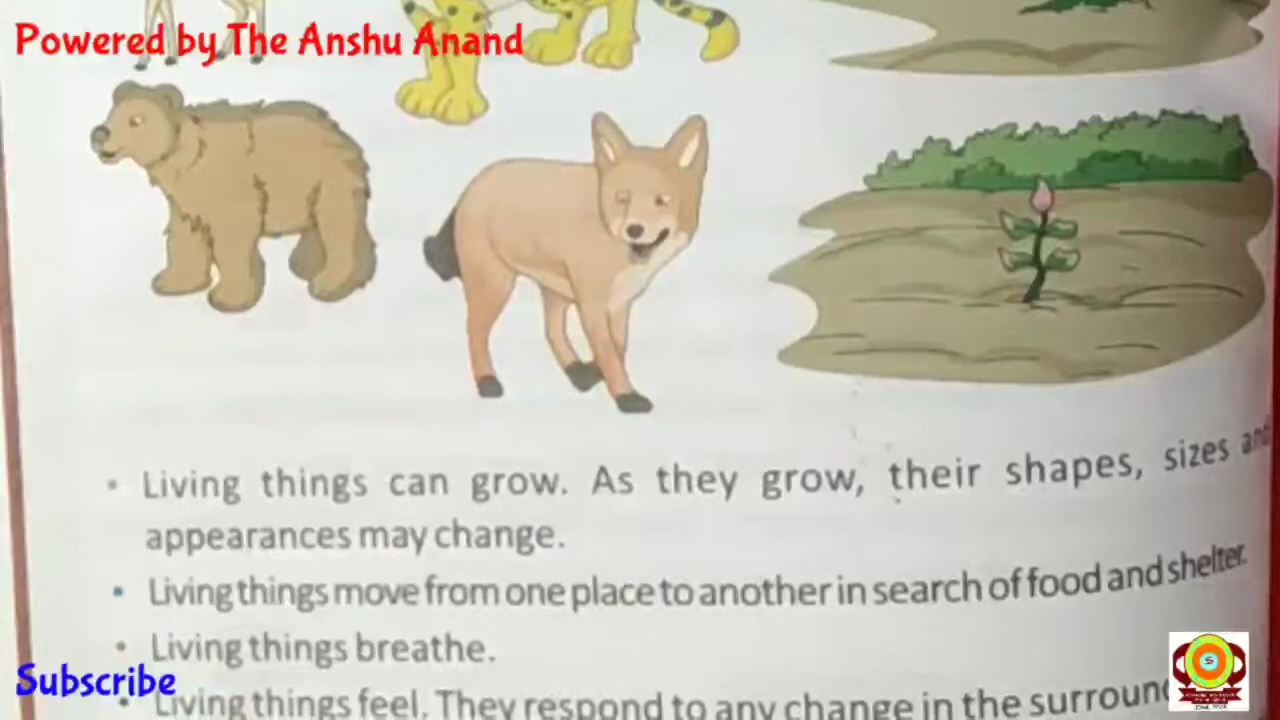 Powered by The Anshu Anand
• Living things can grow. As they grow, their shapes, sizes and
appearances may change.
• Living things move from one place to another in search of food and shelter.
• Living things breathe.
• Living things feel. They respond to any change in the surround
Subscribe
S